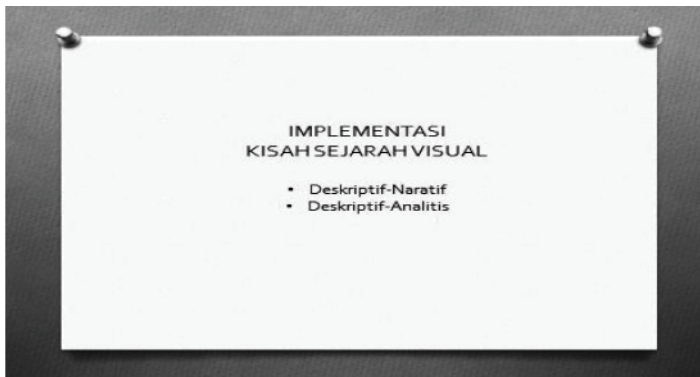 IMPLEMENTASI
KISAH SEJARAH VISUAL
• Deskriptif-Naratif
• Deskriptif-Analitis